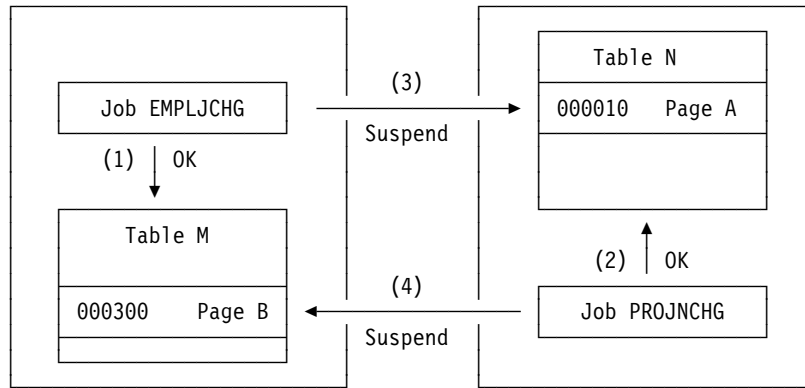 Table N
(3)
Job EMPLJCHG
000010 Page A
Suspend
(1) OK
Table M
(2) OK
(4)
000300 Page B
Job PROJNCHG
Suspend